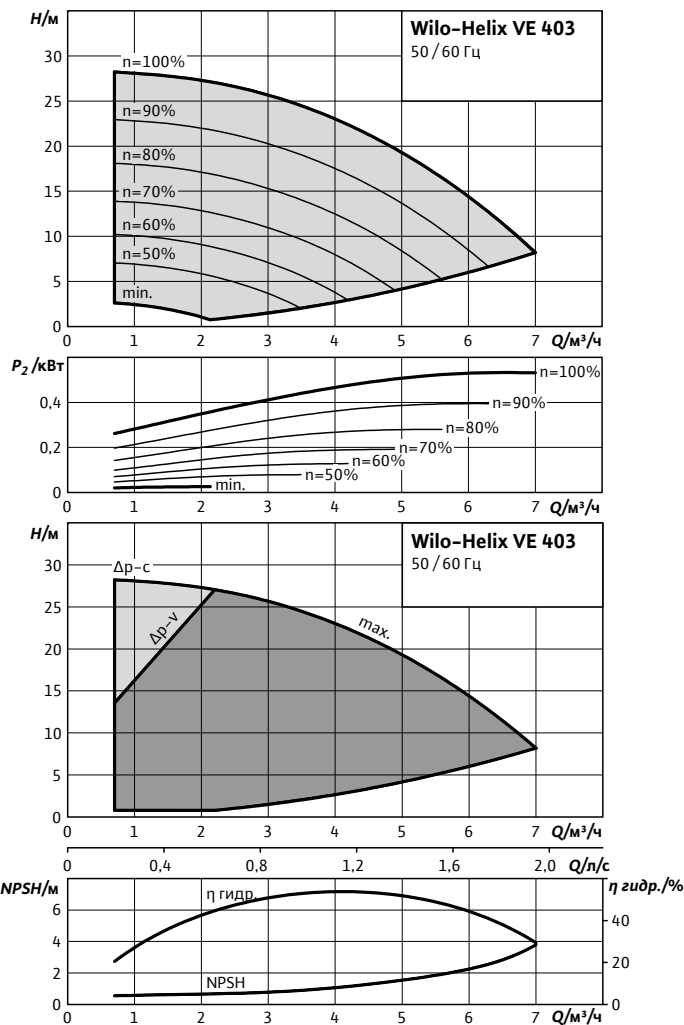 H/м
Wilo-Helix VE 403
50 / 60 Гц
30
n=100%
25
n=90%
20
n=80%
15
n=70%
10
n=60%
n=50%
5
min.
0
0 1 2 3 4 5 6 7 Q/м³/ч
P₂ /кВт
n=100%
0,4
n=90%
n=80%
0,2
n=70%
n=60%
n=50%
min.
0
0 1 2 3 4 5 6 7 Q/м³/ч
H/м
Wilo-Helix VE 403
50 / 60 Гц
30
Δp-c
25
Δp-v
max.
20
15
10
5
0
0 1 2 3 4 5 6 7 Q/м³/ч
0 0,4 0,8 1,2 1,6 2,0 Q/л/с
NPSH/м
η гидр./%
η гидр.
6
40
4
20
2
NPSH
0
0
0 1 2 3 4 5 6 7 Q/м³/ч